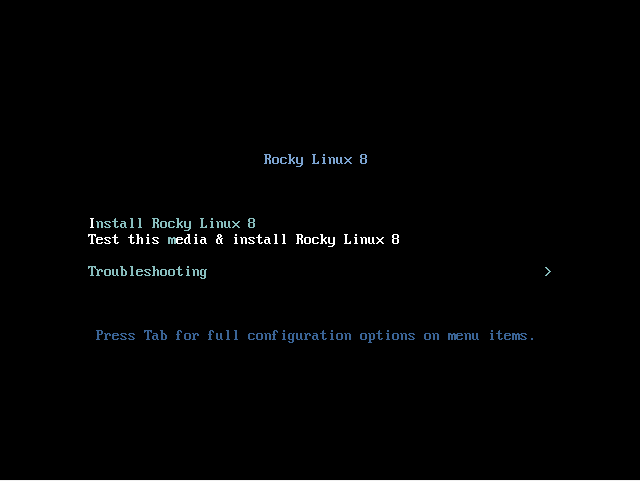 Rocky Linux 8
Install Rocky Linux 8
Test this media & install Rocky Linux 8
Troubleshooting >
Press Tab for full configuration options on menu items.